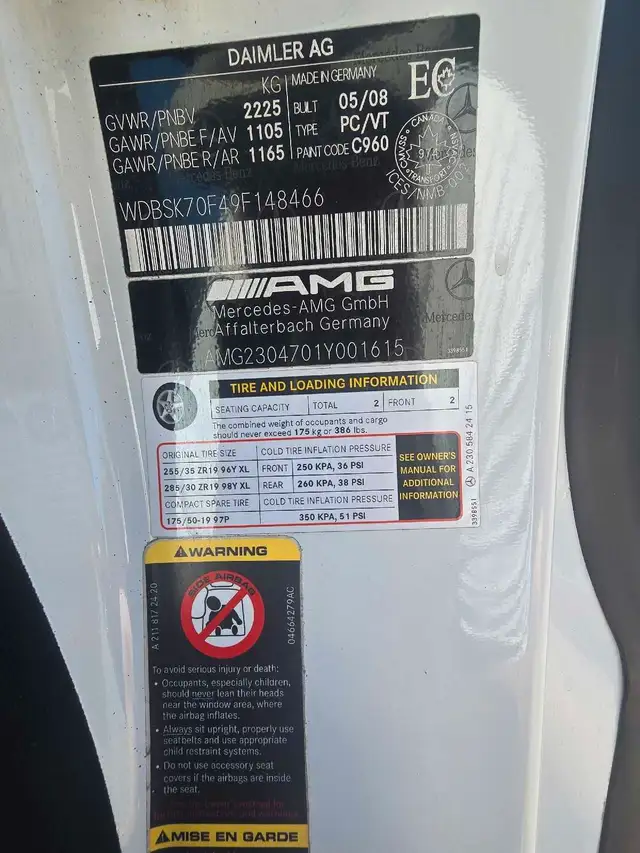 DAIMLER AG
KG
MADE IN GERMANY
EC
GVWR/PNBV 2225
BUILT 05/08
GAWR/PNBE F/AV 1105
TYPE PC/VT
GAWR/PNBE R/AR 1165
PAINT CODE C960
CANADA
TRANSPORT
WDBSK70F49F148466
AMG
Mercedes-AMG GmbH
Affalterbach Germany
AMG2304701Y001615
TIRE AND LOADING INFORMATION
SEATING CAPACITY TOTAL 2 FRONT 2
The combined weight of occupants and cargo
should never exceed 175 kg or 386 lbs.
ORIGINAL TIRE SIZE COLD TIRE INFLATION PRESSURE
255/35 ZR19 96Y XL FRONT 250 KPA, 36 PSI
285/30 ZR19 98Y XL REAR 260 KPA, 38 PSI
COMPACT SPARE TIRE COLD TIRE INFLATION PRESSURE
175/50-19 97P 350 KPA, 51 PSI
SEE OWNER'S
MANUAL FOR
ADDITIONAL
INFORMATION
A 230 584 24 15
3398551
WARNING
SIDE AIRBAG
A 211 817 24 20
04664279AC
To avoid serious injury or death:
• Occupants, especially children,
should never lean their heads
near the window area, where
the airbag inflates.
• Always sit upright, properly use
seatbelts and use appropriate
child restraint systems.
• Do not use accessory seat
covers if the airbags are inside
the seat.
MISE EN GARDE